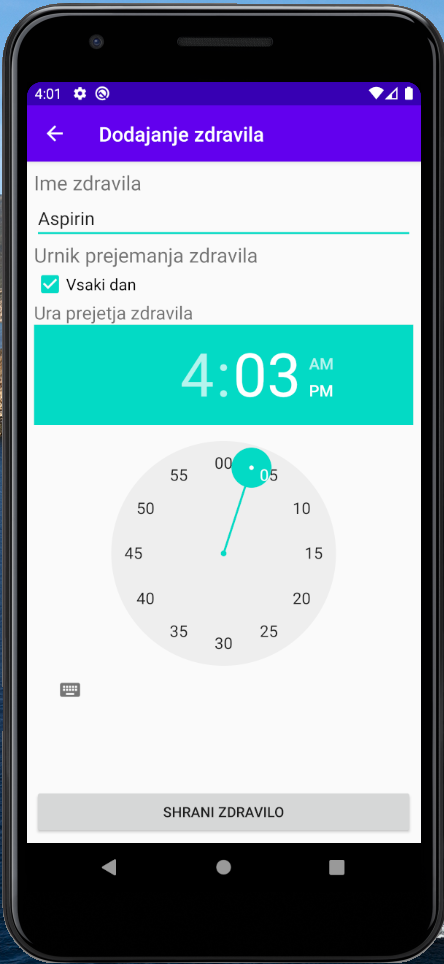 4:01
Dodajanje zdravila
Ime zdravila
Aspirin
Urnik prejemanja zdravila
Vsaki dan
Ura prejetja zdravila
4:03
AM
PM
00
05
10
15
20
25
30
35
40
45
50
55
SHRANI ZDRAVILO